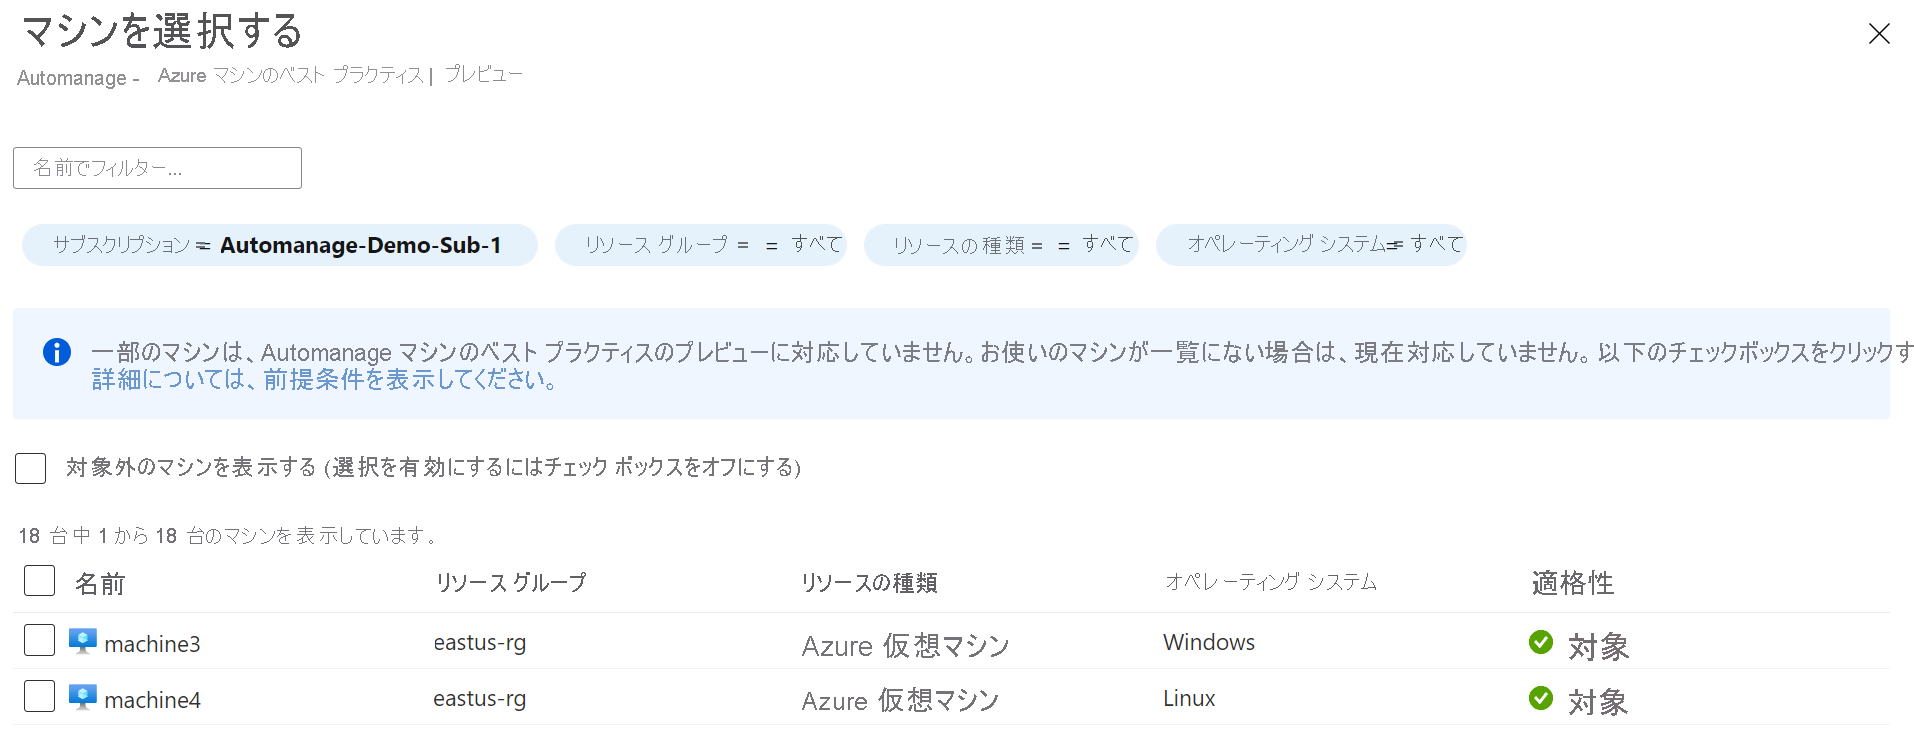 マシンを選択する
Automanage - Azure マシンのベスト プラクティス | プレビュー
名前でフィルター...
サブスクリプション = Automanage-Demo-Sub-1 リソース グループ = = すべて リソースの種類 = = すべて オペレーティング システム== すべて
一部のマシンは、Automanage マシンのベスト プラクティスのプレビューに対応していません。お使いのマシンが一覧にない場合は、現在対応していません。以下のチェックボックスをクリックす
詳細については、前提条件を表示してください。
対象外のマシンを表示する (選択を有効にするにはチェック ボックスをオフにする)
18 台中 1 から 18 台のマシンを表示しています。
名前 リソース グループ リソースの種類 オペレーティング システム 適格性
machine3 eastus-rg Azure 仮想マシン Windows 対象
machine4 eastus-rg Azure 仮想マシン Linux 対象